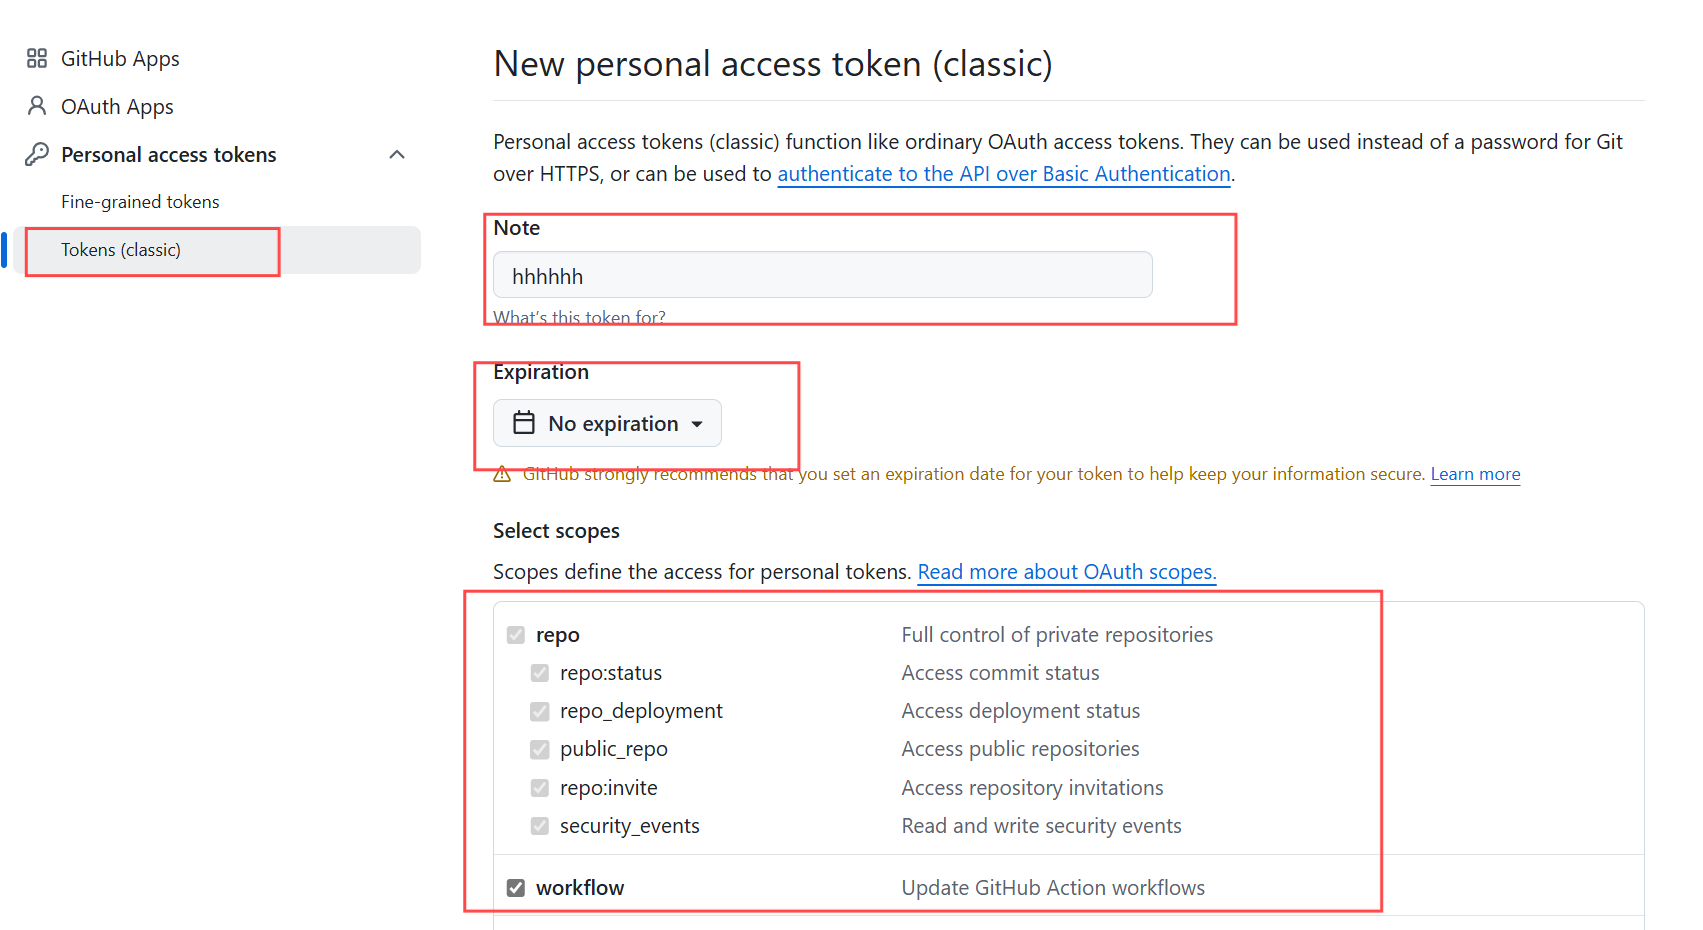 GitHub Apps
OAuth Apps
Personal access tokens
Fine-grained tokens
Tokens (classic)
New personal access token (classic)
Personal access tokens (classic) function like ordinary OAuth access tokens. They can be used instead of a password for Git
over HTTPS, or can be used to authenticate to the API over Basic Authentication.
Note
hhhhhh
What's this token for?
Expiration
No expiration
GitHub strongly recommends that you set an expiration date for your token to help keep your information secure. Learn more
Select scopes
Scopes define the access for personal tokens. Read more about OAuth scopes.
repo Full control of private repositories
repo:status Access commit status
repo_deployment Access deployment status
public_repo Access public repositories
repo:invite Access repository invitations
security_events Read and write security events
workflow Update GitHub Action workflows